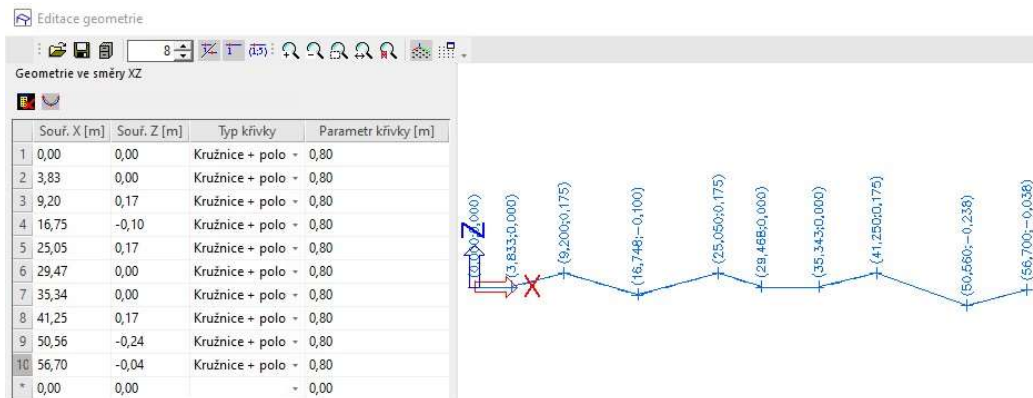 Editace geometrie
8
Geometrie ve směry XZ
Souř. X [m] Souř. Z [m] Typ křivky Parametr křivky [m]
1 0,00 0,00 Kružnice + polo 0,80
2 3,83 0,00 Kružnice + polo 0,80
3 9,20 0,17 Kružnice + polo 0,80
4 16,75 -0,10 Kružnice + polo 0,80
5 25,05 0,17 Kružnice + polo 0,80
6 29,47 0,00 Kružnice + polo 0,80
7 35,34 0,00 Kružnice + polo 0,80
8 41,25 0,17 Kružnice + polo 0,80
9 50,56 -0,24 Kružnice + polo 0,80
10 56,70 -0,04 Kružnice + polo 0,80
* 0,00 0,00 0,00
(0,000;0,000)
(3,833;0,000)
(9,200;0,175)
(16,748;-0,100)
(25,050;0,175)
(29,468;0,000)
(35,343;0,000)
(41,250;0,175)
(50,560;-0,238)
(56,700;-0,038)
Z
X